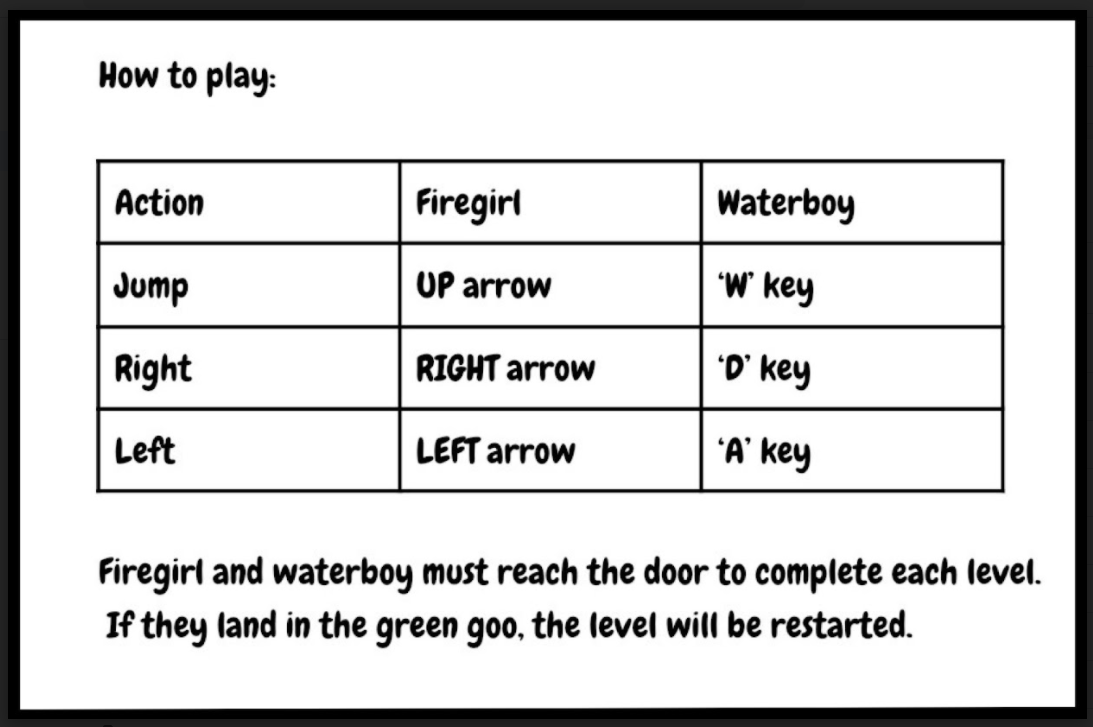 How to play:
Action Firegirl Waterboy
Jump UP arrow ‘W’ key
Right RIGHT arrow ‘D’ key
Left LEFT arrow ‘A’ key
Firegirl and waterboy must reach the door to complete each level.
If they land in the green goo, the level will be restarted.